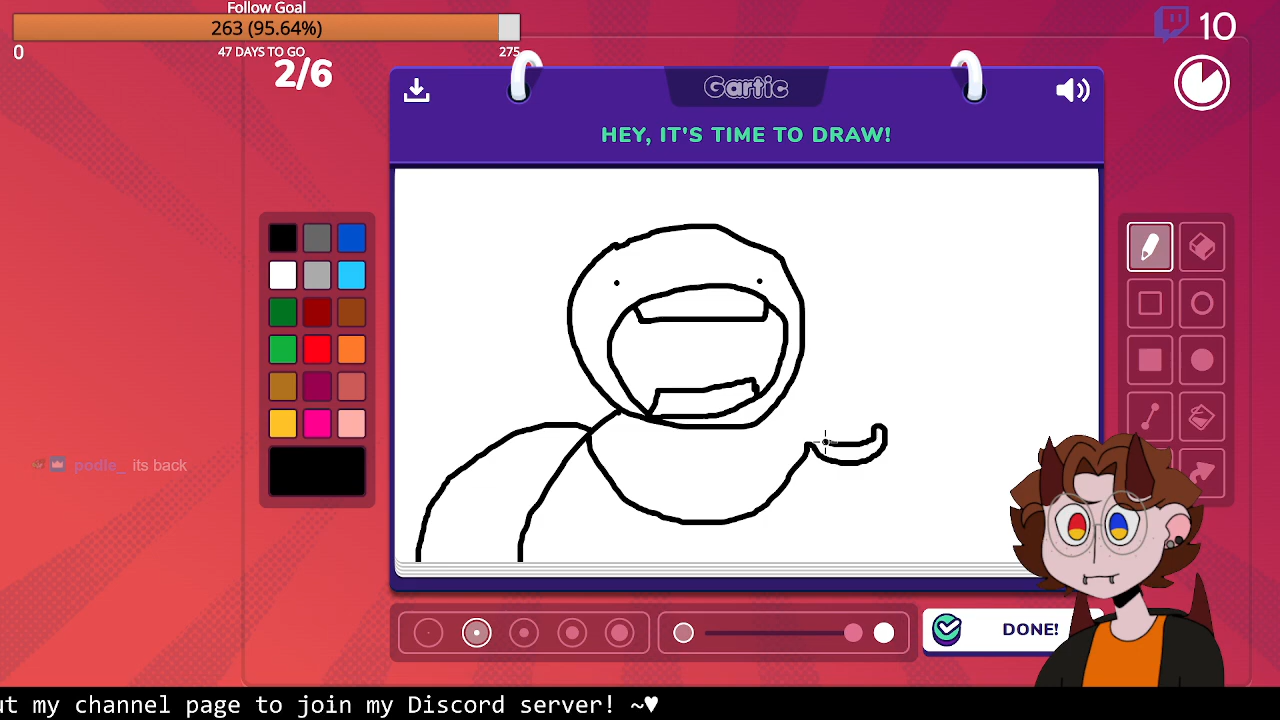 Follow Goal
263 (95.64%)
0
47 DAYS TO GO
275
2/6
10
Gartic
HEY, IT'S TIME TO DRAW!
podle_ its back
DONE!
ut my channel page to join my Discord server! ~♥